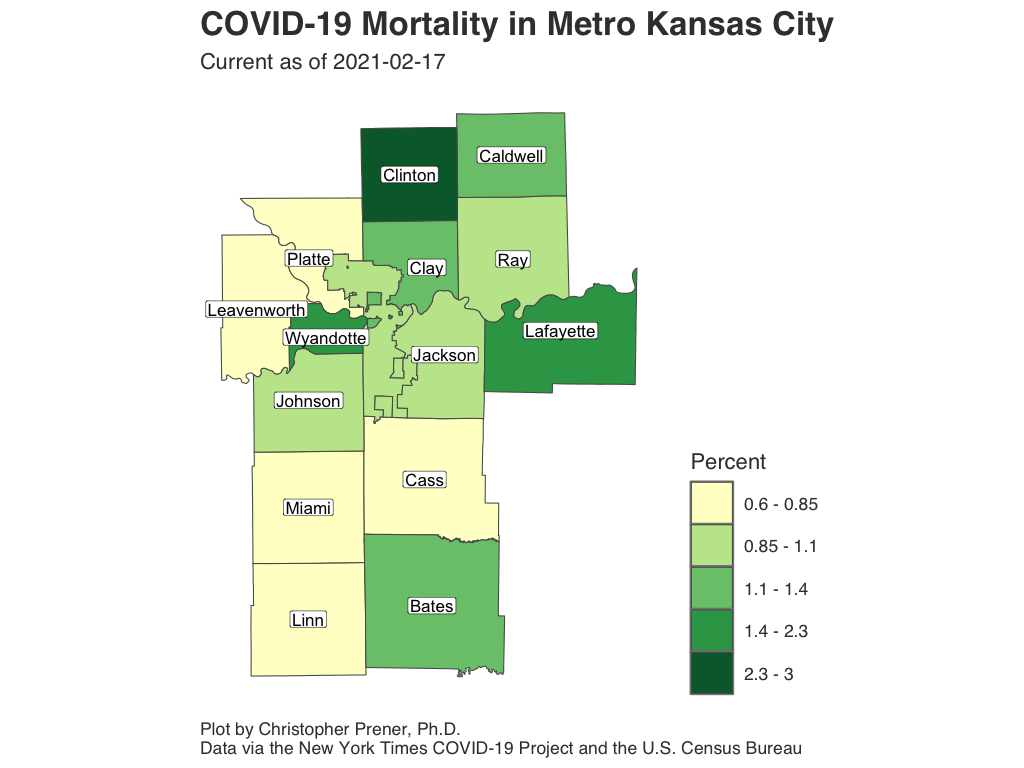 COVID-19 Mortality in Metro Kansas City
Current as of 2021-02-17
Caldwell
Clinton
Platte
Clay
Ray
Leavenworth
Wyandotte
Lafayette
Jackson
Johnson
Cass
Miami
Bates
Linn
Percent
0.6 - 0.85
0.85 - 1.1
1.1 - 1.4
1.4 - 2.3
2.3 - 3
Plot by Christopher Prener, Ph.D.
Data via the New York Times COVID-19 Project and the U.S. Census Bureau